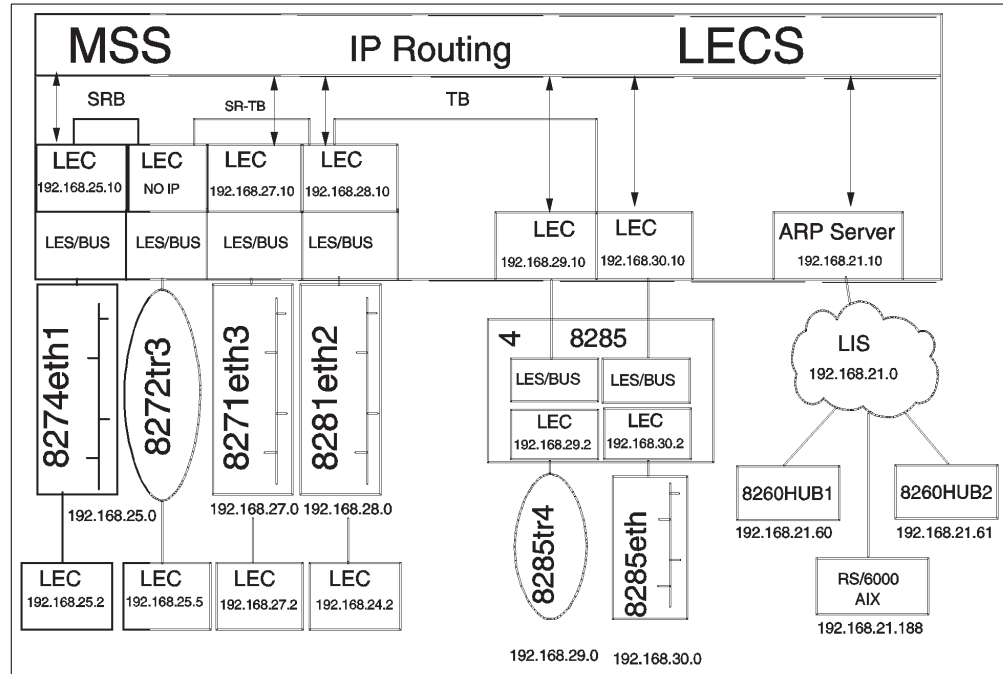 MSS
IP Routing
LECS
SRB
SR-TB
TB
LEC
192.168.25.10
LEC
NO IP
LEC
192.168.27.10
LEC
192.168.28.10
LES/BUS
LES/BUS
LES/BUS
LES/BUS
LEC
192.168.29.10
LEC
192.168.30.10
ARP Server
192.168.21.10
8274eth1
8272tr3
8271eth3
8281eth2
4
8285
LES/BUS
LES/BUS
LEC
192.168.29.2
LEC
192.168.30.2
LIS
192.168.21.0
192.168.25.0
192.168.27.0
192.168.28.0
8285tr4
8285eth
8260HUB1
192.168.21.60
8260HUB2
192.168.21.61
LEC
192.168.25.2
LEC
192.168.25.5
LEC
192.168.27.2
LEC
192.168.24.2
RS/6000
AIX
192.168.21.188
192.168.29.0
192.168.30.0